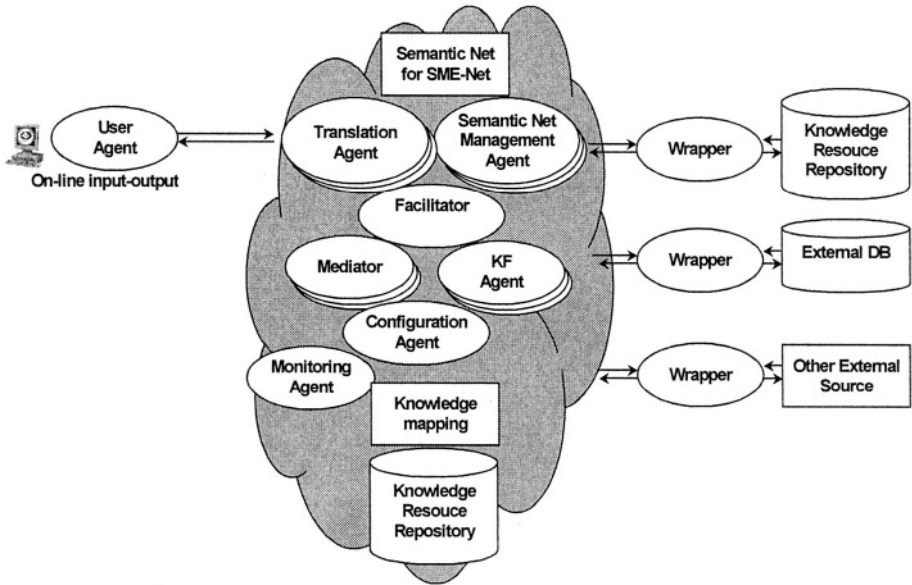 Semantic Net
for SME-Net
User
Agent
On-line input-output
Translation
Agent
Semantic Net
Management
Agent
Wrapper
Knowledge
Resouce
Repository
Facilitator
Mediator
KF
Agent
Wrapper
External DB
Configuration
Agent
Monitoring
Agent
Wrapper
Other External
Source
Knowledge
mapping
Knowledge
Resouce
Repository